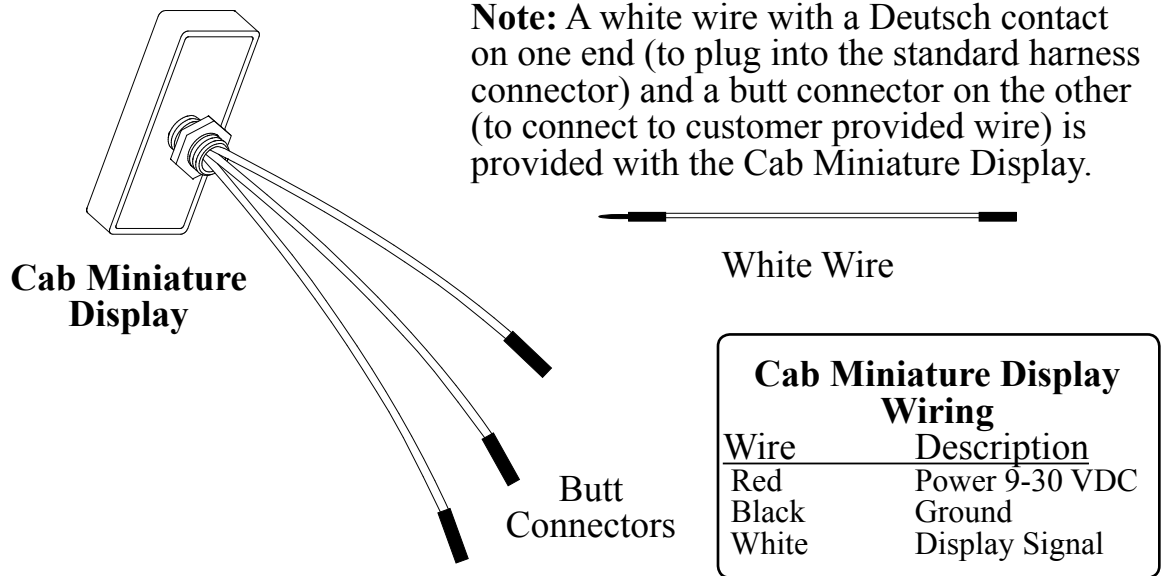 Note: A white wire with a Deutsch contact
on one end (to plug into the standard harness
connector) and a butt connector on the other
(to connect to customer provided wire) is
provided with the Cab Miniature Display.
White Wire
Cab Miniature
Display
Butt
Connectors
Cab Miniature Display
Wiring
Wire Description
Red Power 9-30 VDC
Black Ground
White Display Signal